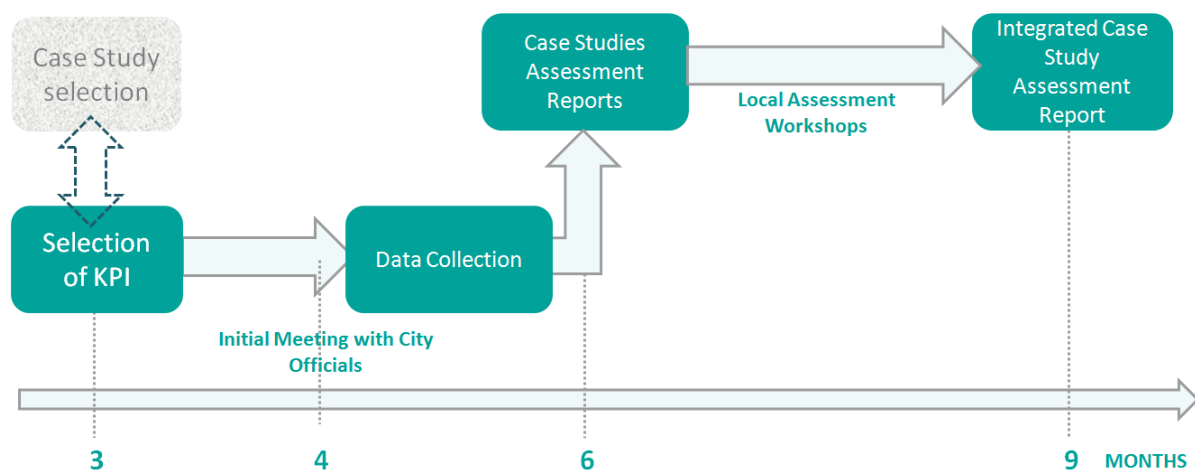 Case Study
selection
Selection
of KPI
Initial Meeting with City
Officials
Data Collection
Case Studies
Assessment
Reports
Local Assessment
Workshops
Integrated Case
Study
Assessment
Report
3
4
6
9
MONTHS